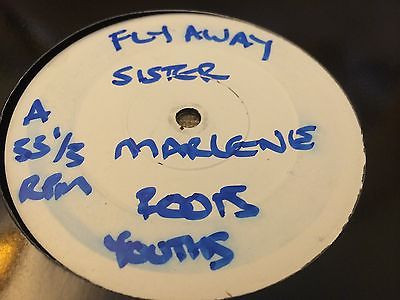 FLY AWAY
SISTER
A
33 1/3
RPM
MARLENE
ROOTS
YOUTHS